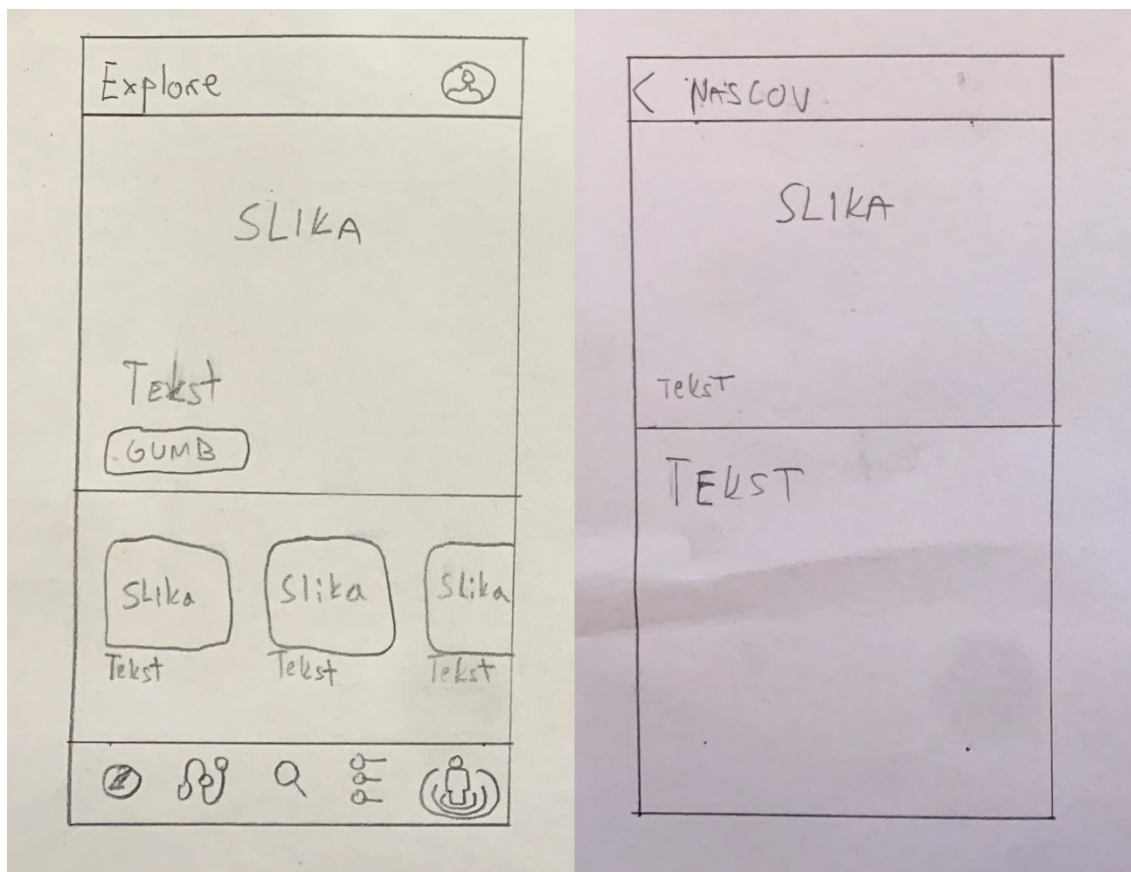 Explore
SLIKA
Tekst
GUMB
Slika Slika Slika
Tekst Tekst Tekst
< NASLOV
SLIKA
Tekst
TEKST